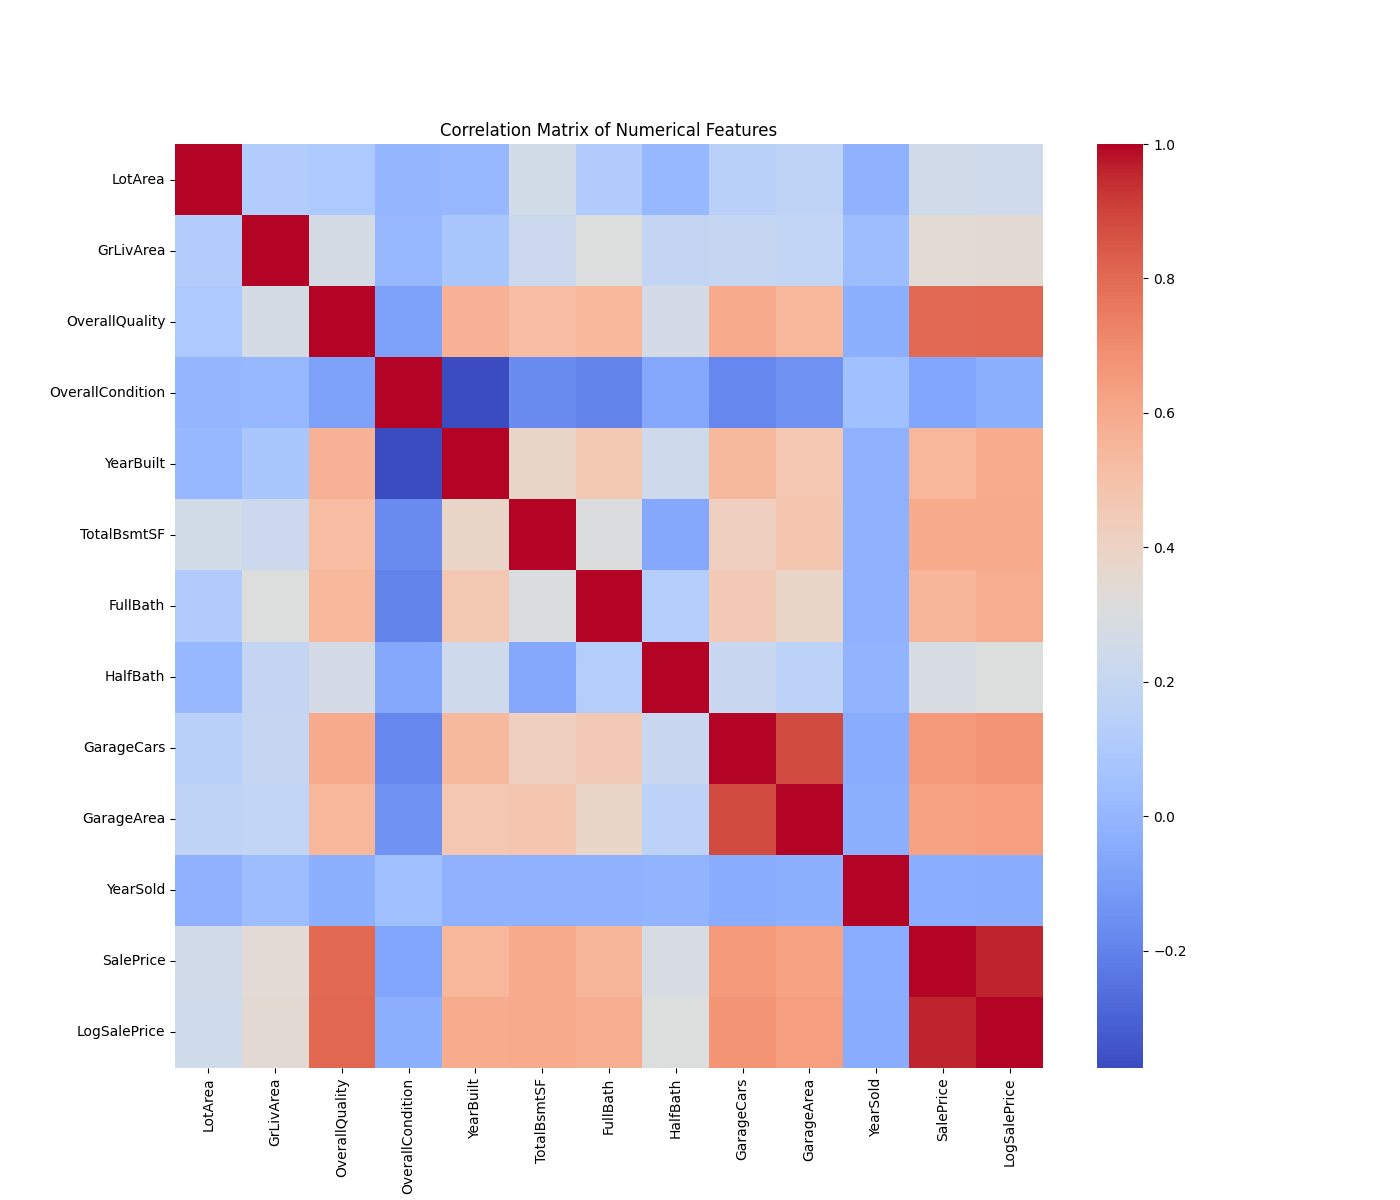 Correlation Matrix of Numerical Features
LotArea
GrLivArea
OverallQuality
OverallCondition
YearBuilt
TotalBsmtSF
FullBath
HalfBath
GarageCars
GarageArea
YearSold
SalePrice
LogSalePrice
LotArea
GrLivArea
OverallQuality
OverallCondition
YearBuilt
TotalBsmtSF
FullBath
HalfBath
GarageCars
GarageArea
YearSold
SalePrice
LogSalePrice
1.0
0.8
0.6
0.4
0.2
0.0
−0.2